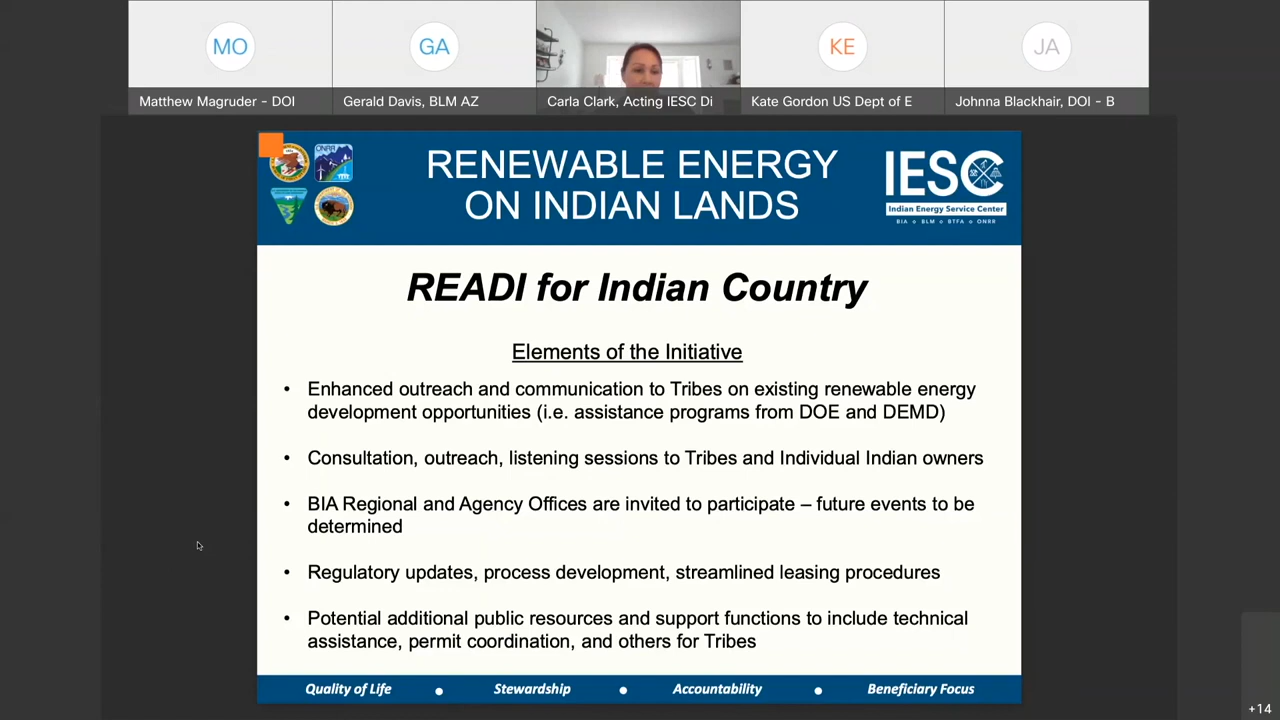 MO
GA
KE
JA
Matthew Magruder - DOI
Gerald Davis, BLM AZ
Carla Clark, Acting IESC Di
Kate Gordon US Dept of E
Johnna Blackhair, DOI - B
ONRR
RENEWABLE ENERGY
ON INDIAN LANDS
IESC
Indian Energy Service Center
BIA ⋄ BLM ⋄ BTFA ⋄ ONRR
READI for Indian Country
Elements of the Initiative
• Enhanced outreach and communication to Tribes on existing renewable energy
development opportunities (i.e. assistance programs from DOE and DEMD)
• Consultation, outreach, listening sessions to Tribes and Individual Indian owners
• BIA Regional and Agency Offices are invited to participate – future events to be
determined
• Regulatory updates, process development, streamlined leasing procedures
• Potential additional public resources and support functions to include technical
assistance, permit coordination, and others for Tribes
Quality of Life • Stewardship • Accountability • Beneficiary Focus
+14